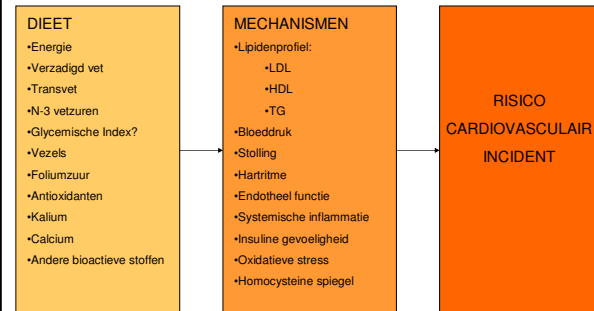 DIEET
•Energie
•Verzadigd vet
•Transvet
•N-3 vetzuren
•Glycemische Index?
•Vezels
•Foliumzuur
•Antioxidanten
•Kalium
•Calcium
•Andere bioactieve stoffen
MECHANISMEN
•Lipidenprofiel:
•LDL
•HDL
•TG
•Bloeddruk
•Stolling
•Hartritme
•Endotheel functie
•Systemische inflammatie
•Insuline gevoeligheid
•Oxidatieve stress
•Homocysteine spiegel
RISICO
CARDIOVASCULAIR
INCIDENT